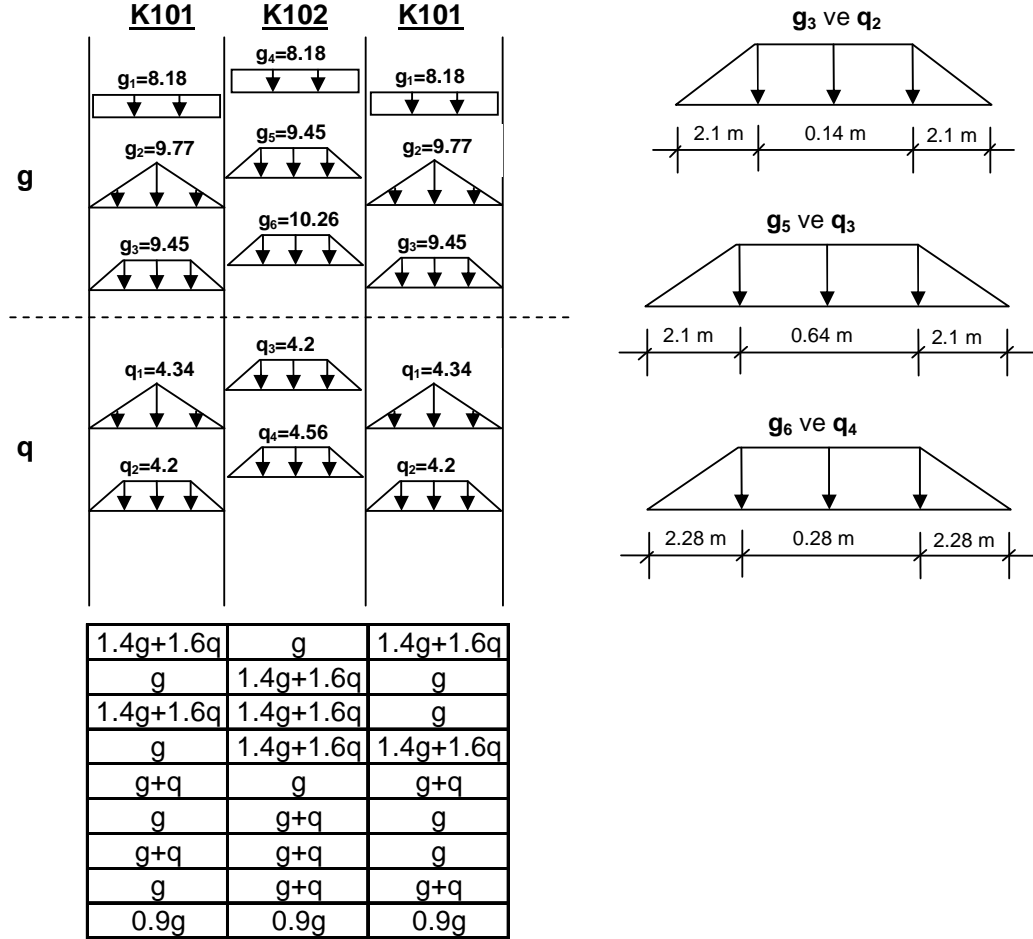 K101 K102 K101
g₄=8.18
g₁=8.18 g₁=8.18
g₅=9.45
g₂=9.77 g₂=9.77
g
g₆=10.26
g₃=9.45 g₃=9.45
q₃=4.2
q₁=4.34 q₁=4.34
q₄=4.56
q
q₂=4.2 q₂=4.2
g₃ ve q₂
2.1 m 0.14 m 2.1 m
g₅ ve q₃
2.1 m 0.64 m 2.1 m
g₆ ve q₄
2.28 m 0.28 m 2.28 m
1.4g+1.6q g 1.4g+1.6q
g 1.4g+1.6q g
1.4g+1.6q 1.4g+1.6q g
g 1.4g+1.6q 1.4g+1.6q
g+q g g+q
g g+q g
g+q g+q g
g g+q g+q
0.9g 0.9g 0.9g